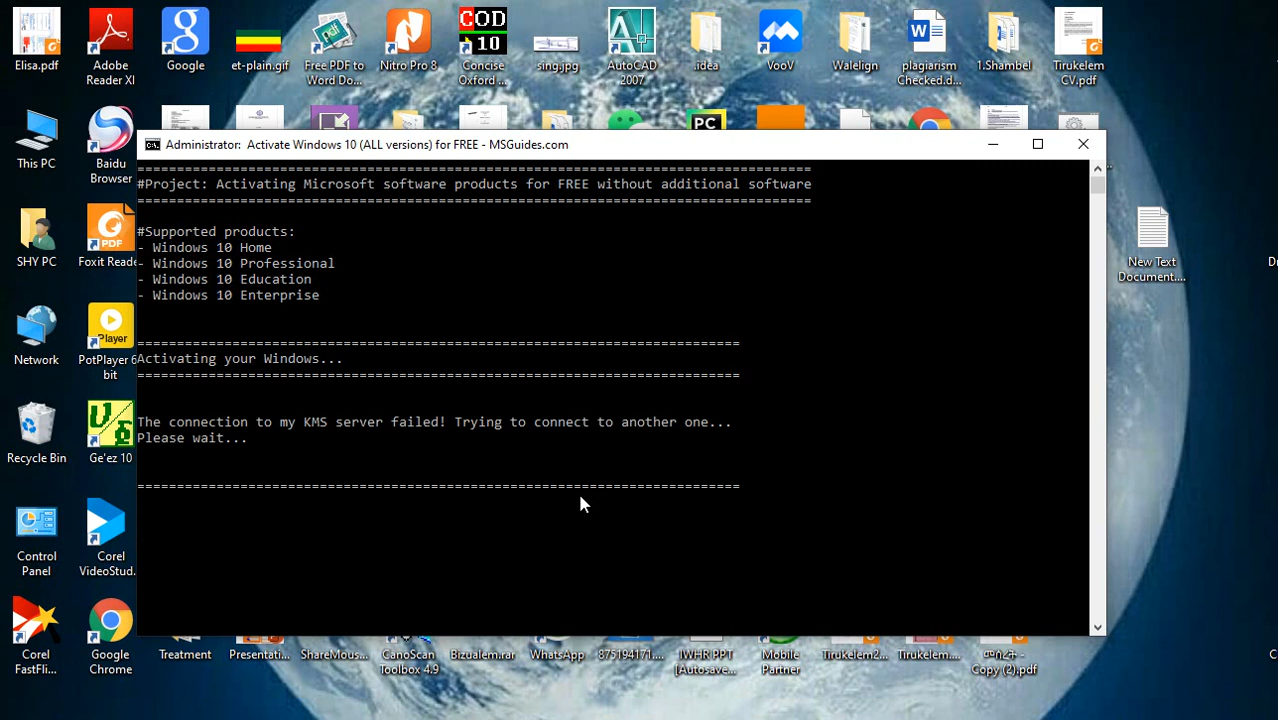 Elisa.pdf
Adobe
Reader XI
Google
et-plain.gif
Free PDF to
Word Do...
Nitro Pro 8
COD
10
Concise
Oxford ...
sing.jpg
AutoCAD
2007
.idea
VooV
Walelign
plagiarism
Checked.d...
1.Shambel
Tirukelem
CV.pdf
This PC
Baidu
Browser
PC
Administrator: Activate Windows 10 (ALL versions) for FREE - MSGuides.com
=====================================================================================
#Project: Activating Microsoft software products for FREE without additional software
=====================================================================================
#Supported products:
- Windows 10 Home
- Windows 10 Professional
- Windows 10 Education
- Windows 10 Enterprise
============================================================================
Activating your Windows...
============================================================================
The connection to my KMS server failed! Trying to connect to another one...
Please wait...
============================================================================
SHY PC
PDF
Foxit Reade
New Text
Document....
Network
Player
PotPlayer 6
bit
Recycle Bin
Ge'ez 10
Control
Panel
Corel
VideoStud...
Corel
FastFli...
Google
Chrome
Treatment
Presentati...
ShareMous...
CanoScan
Toolbox 4.9
Bizualem.rar
WhatsApp
875194171...
IWHR PPT
[Autosave...
Mobile
Partner
Tirukelem2...
Tirukelem....
Copy (2).pdf